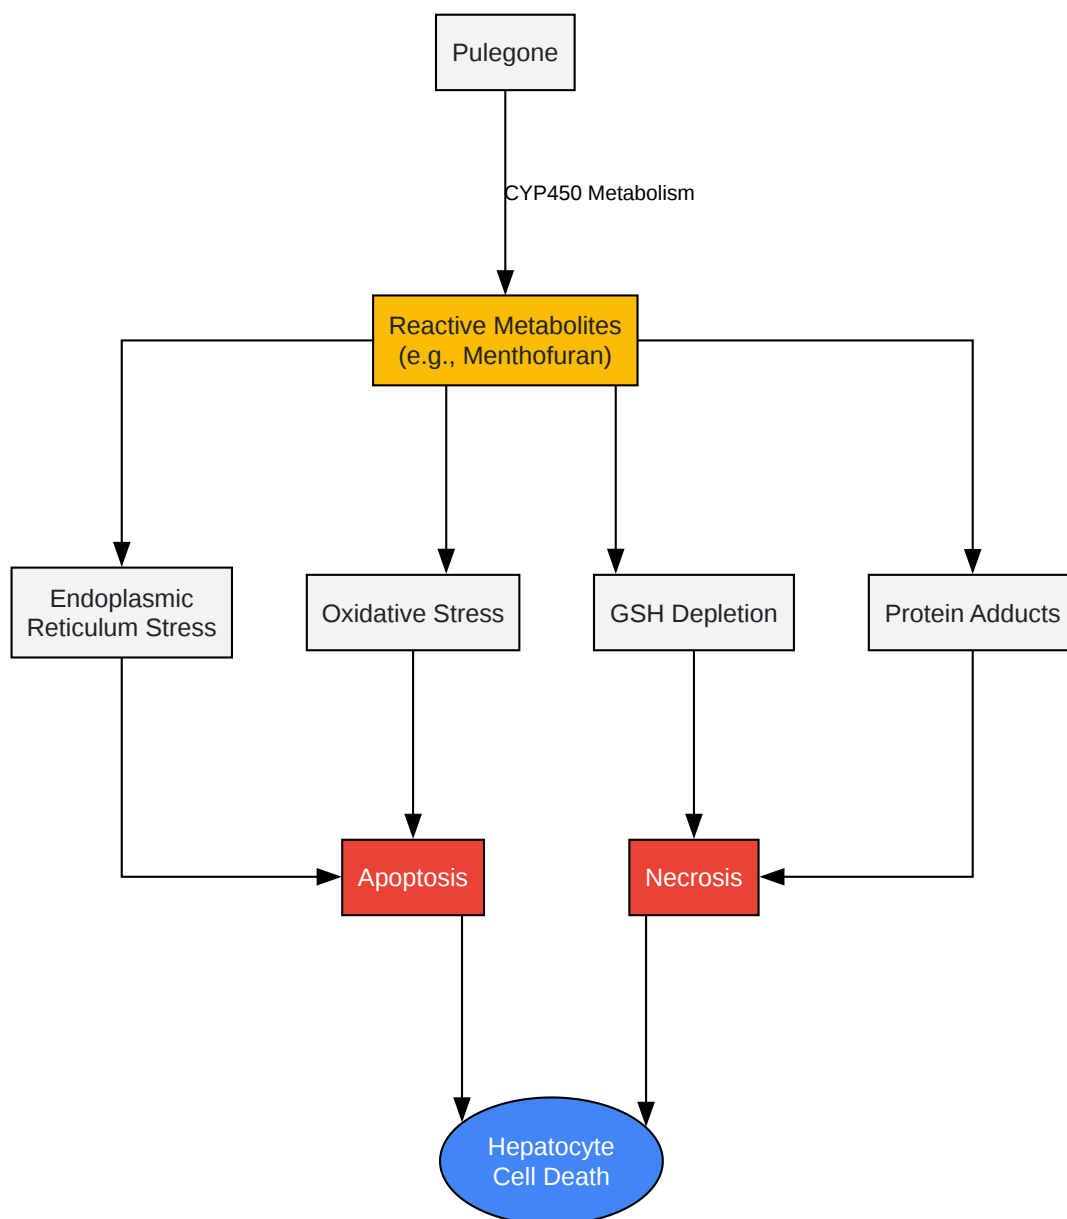 Pulegone
CYP450 Metabolism
Reactive Metabolites
(e.g., Menthofuran)
Endoplasmic
Reticulum Stress
Oxidative Stress
GSH Depletion
Protein Adducts
Apoptosis
Necrosis
Hepatocyte
Cell Death